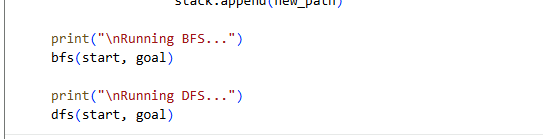 stack.append(new_path)
print("\nRunning BFS...")
bfs(start, goal)
print("\nRunning DFS...")
dfs(start, goal)